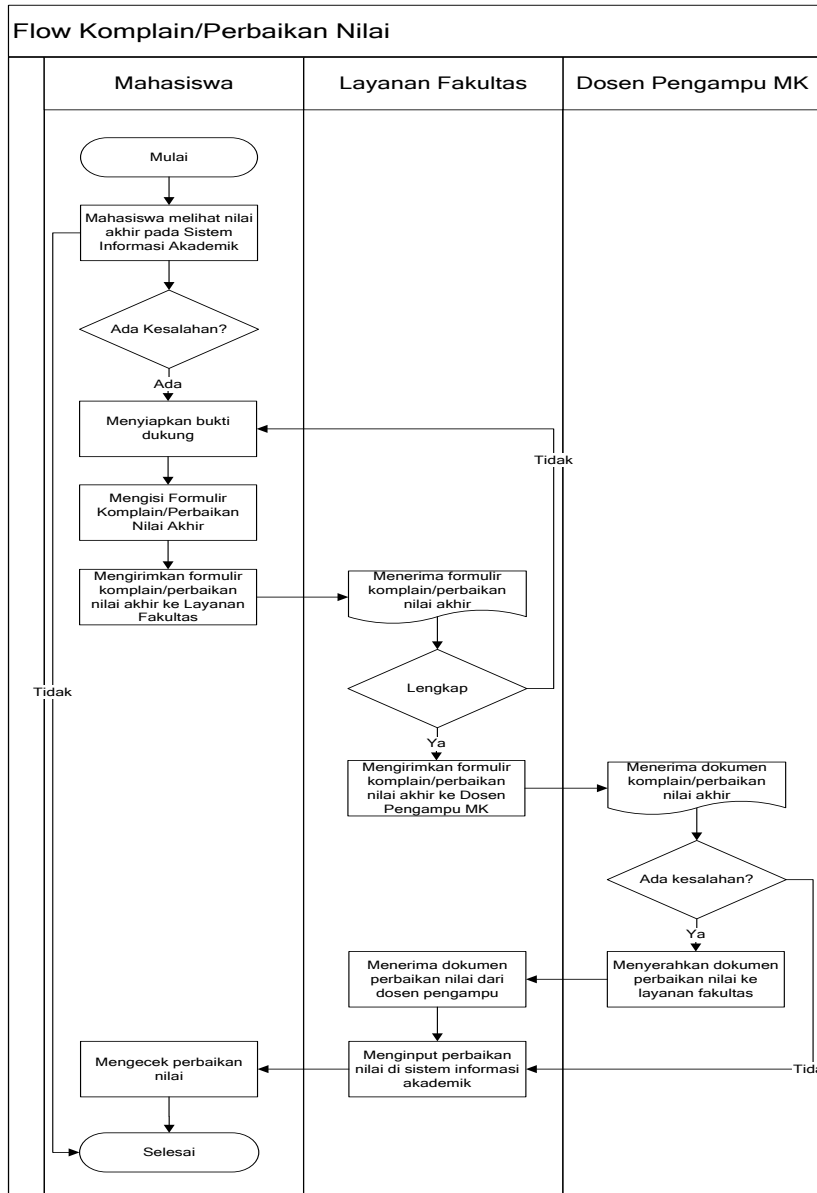 Flow Komplain/Perbaikan Nilai
Mahasiswa
Layanan Fakultas
Dosen Pengampu MK
Mulai
Mahasiswa melihat nilai
akhir pada Sistem
Informasi Akademik
Ada Kesalahan?
Ada
Menyiapkan bukti
dukung
Tidak
Mengisi Formulir
Komplain/Perbaikan
Nilai Akhir
Mengirimkan formulir
komplain/perbaikan
nilai akhir ke Layanan
Fakultas
Menerima formulir
komplain/perbaikan
nilai akhir
Tidak
Lengkap
Ya
Mengirimkan formulir
komplain/perbaikan
nilai akhir ke Dosen
Pengampu MK
Menerima dokumen
komplain/perbaikan
nilai akhir
Ada kesalahan?
Ya
Menyerahkan dokumen
perbaikan nilai ke
layanan fakultas
Menerima dokumen
perbaikan nilai dari
dosen pengampu
Tida
Menginput perbaikan
nilai di sistem informasi
akademik
Mengecek perbaikan
nilai
Selesai